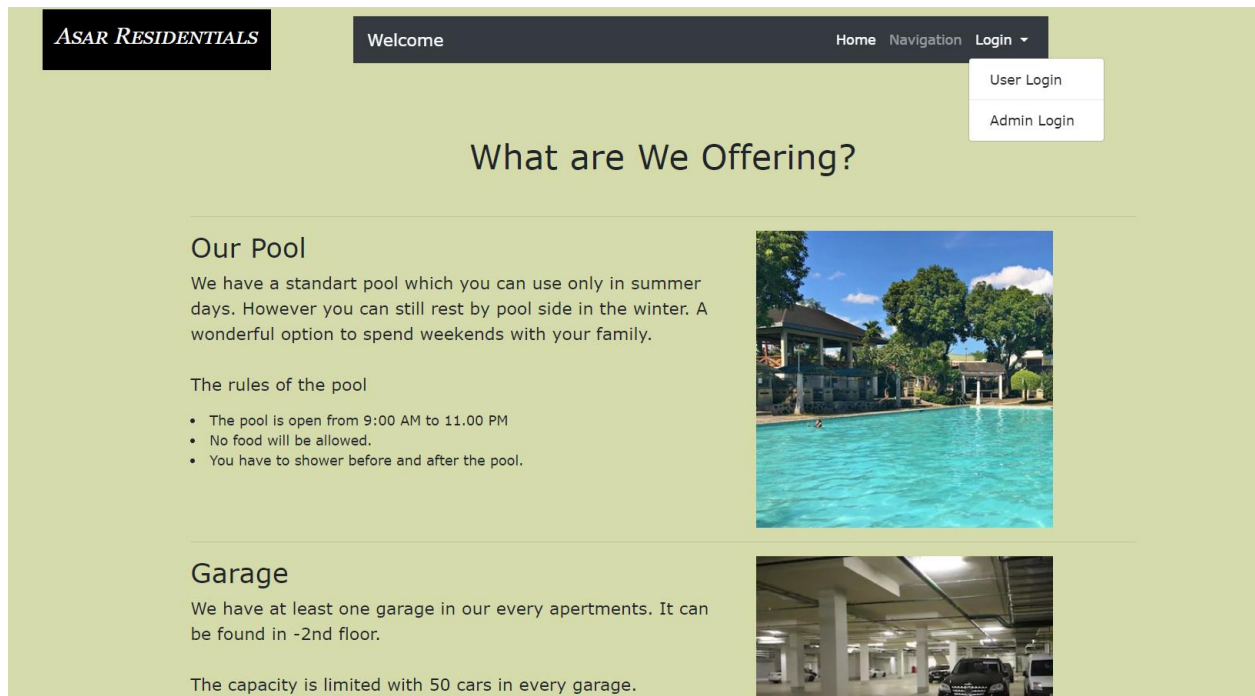 ASAR RESIDENTIALS
Welcome
Home Navigation Login
User Login
Admin Login
What are We Offering?
Our Pool
We have a standart pool which you can use only in summer
days. However you can still rest by pool side in the winter. A
wonderful option to spend weekends with your family.
The rules of the pool
• The pool is open from 9:00 AM to 11.00 PM
• No food will be allowed.
• You have to shower before and after the pool.
Garage
We have at least one garage in our every apertments. It can
be found in -2nd floor.
The capacity is limited with 50 cars in every garage.